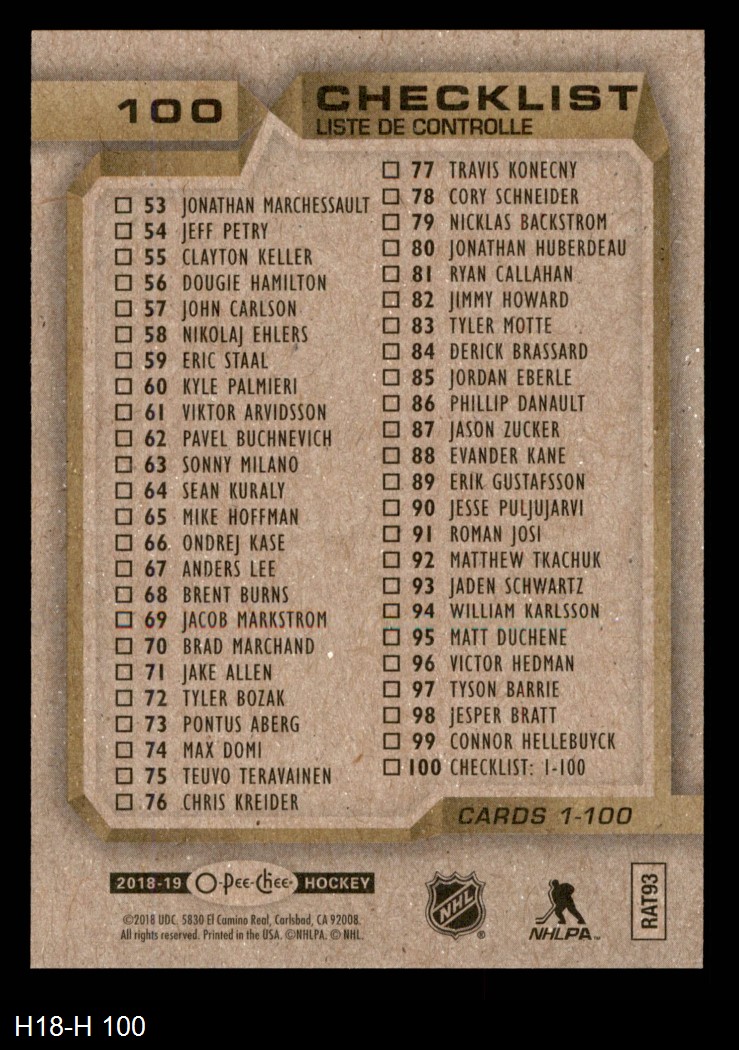 100
CHECKLIST
LISTE DE CONTROLLE
53 JONATHAN MARCHESSAULT
54 JEFF PETRY
55 CLAYTON KELLER
56 DOUGIE HAMILTON
57 JOHN CARLSON
58 NIKOLAJ EHLERS
59 ERIC STAAL
60 KYLE PALMIERI
61 VIKTOR ARVIDSSON
62 PAVEL BUCHNEVICH
63 SONNY MILANO
64 SEAN KURALY
65 MIKE HOFFMAN
66 ONDREJ KASE
67 ANDERS LEE
68 BRENT BURNS
69 JACOB MARKSTROM
70 BRAD MARCHAND
71 JAKE ALLEN
72 TYLER BOZAK
73 PONTUS ABERG
74 MAX DOMI
75 TEUVO TERAVAINEN
76 CHRIS KREIDER
77 TRAVIS KONECNY
78 CORY SCHNEIDER
79 NICKLAS BACKSTROM
80 JONATHAN HUBERDEAU
81 RYAN CALLAHAN
82 JIMMY HOWARD
83 TYLER MOTTE
84 DERICK BRASSARD
85 JORDAN EBERLE
86 PHILLIP DANAULT
87 JASON ZUCKER
88 EVANDER KANE
89 ERIK GUSTAFSSON
90 JESSE PULJUJARVI
91 ROMAN JOSI
92 MATTHEW TKACHUK
93 JADEN SCHWARTZ
94 WILLIAM KARLSSON
95 MATT DUCHENE
96 VICTOR HEDMAN
97 TYSON BARRIE
98 JESPER BRATT
99 CONNOR HELLEBUYCK
100 CHECKLIST: 1-100
CARDS 1-100
2018-19 O-PEE-CHEE HOCKEY
©2018 UDC. 5830 El Camino Real, Carlsbad, CA 92008.
All rights reserved. Printed in the USA. ©NHLPA. © NHL.
NHL ®
NHLPA™
RAT93
H18-H 100